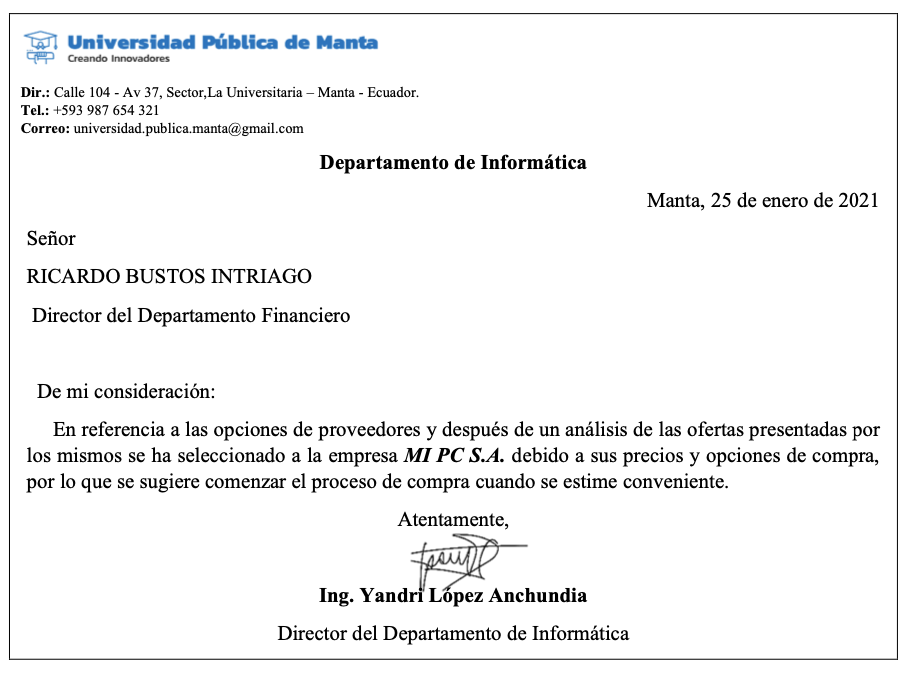 Universidad Pública de Manta
Creando Innovadores
Dir.: Calle 104 - Av 37, Sector,La Universitaria – Manta - Ecuador.
Tel.: +593 987 654 321
Correo: universidad.publica.manta@gmail.com
Departamento de Informática
Manta, 25 de enero de 2021
Señor
RICARDO BUSTOS INTRIAGO
Director del Departamento Financiero
De mi consideración:
En referencia a las opciones de proveedores y después de un análisis de las ofertas presentadas por
los mismos se ha seleccionado a la empresa MI PC S.A. debido a sus precios y opciones de compra,
por lo que se sugiere comenzar el proceso de compra cuando se estime conveniente.
Atentamente,
Ing. Yandri López Anchundia
Director del Departamento de Informática